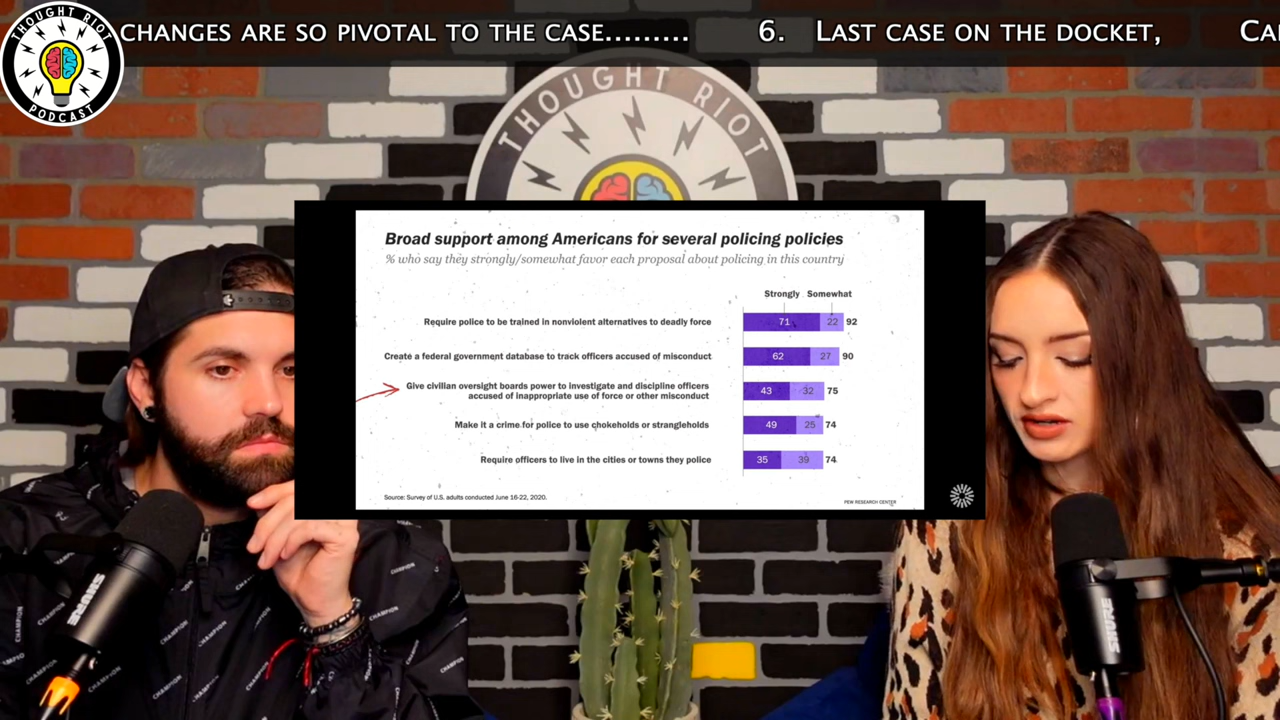 CHANGES ARE SO PIVOTAL TO THE CASE......... 6. LAST CASE ON THE DOCKET, CA
THOUGHT RIOT
PODCAST
THOUGHT RIOT
Broad support among Americans for several policing policies
% who say they strongly/somewhat favor each proposal about policing in this country
Strongly Somewhat
Require police to be trained in nonviolent alternatives to deadly force 71 22 92
Create a federal government database to track officers accused of misconduct 62 27 90
Give civilian oversight boards power to investigate and discipline officers
accused of inappropriate use of force or other misconduct 43 32 75
Make it a crime for police to use chokeholds or strangleholds 49 25 74
Require officers to live in the cities or towns they police 35 39 74
Source: Survey of U.S. adults conducted June 16-22, 2020.
PEW RESEARCH CENTER
CHAMPION
CHAMPION
CHAMPION
CHAMPION
SHURE
SHURE